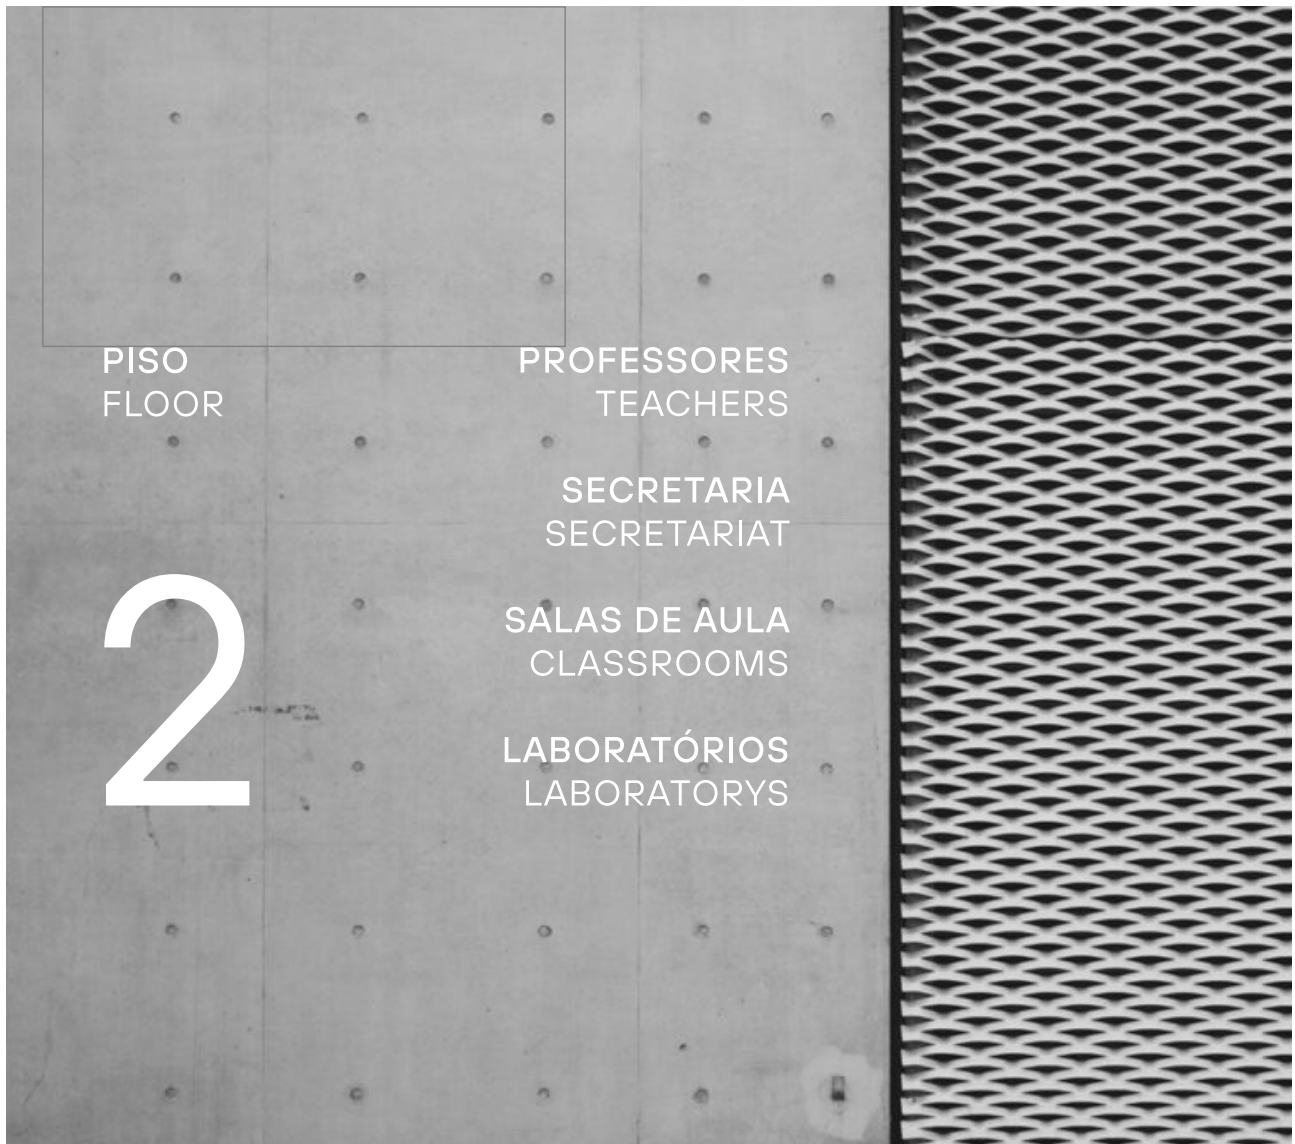 PISO
FLOOR
2
PROFESSORES
TEACHERS
SECRETARIA
SECRETARIAT
SALAS DE AULA
CLASSROOMS
LABORATÓRIOS
LABORATORYS